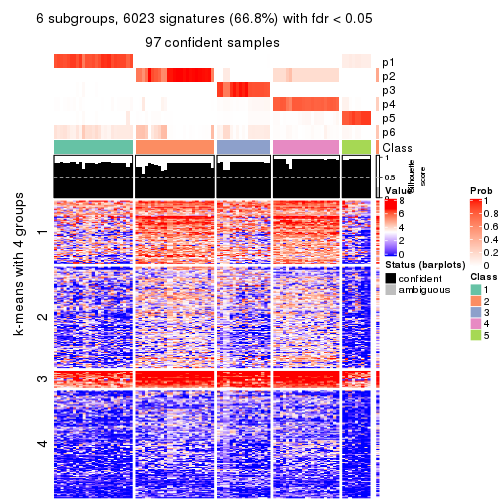 6 subgroups, 6023 signatures (66.8%) with fdr < 0.05
97 confident samples
p1
p2
p3
p4
p5
p6
Class
1
0.5
0
Silhouette
score
k-means with 4 groups
1
2
3
4
Value
8
6
4
2
0
Status (barplots)
confident
ambiguous
Prob
1
0.8
0.6
0.4
0.2
0
Class
1
2
3
4
5